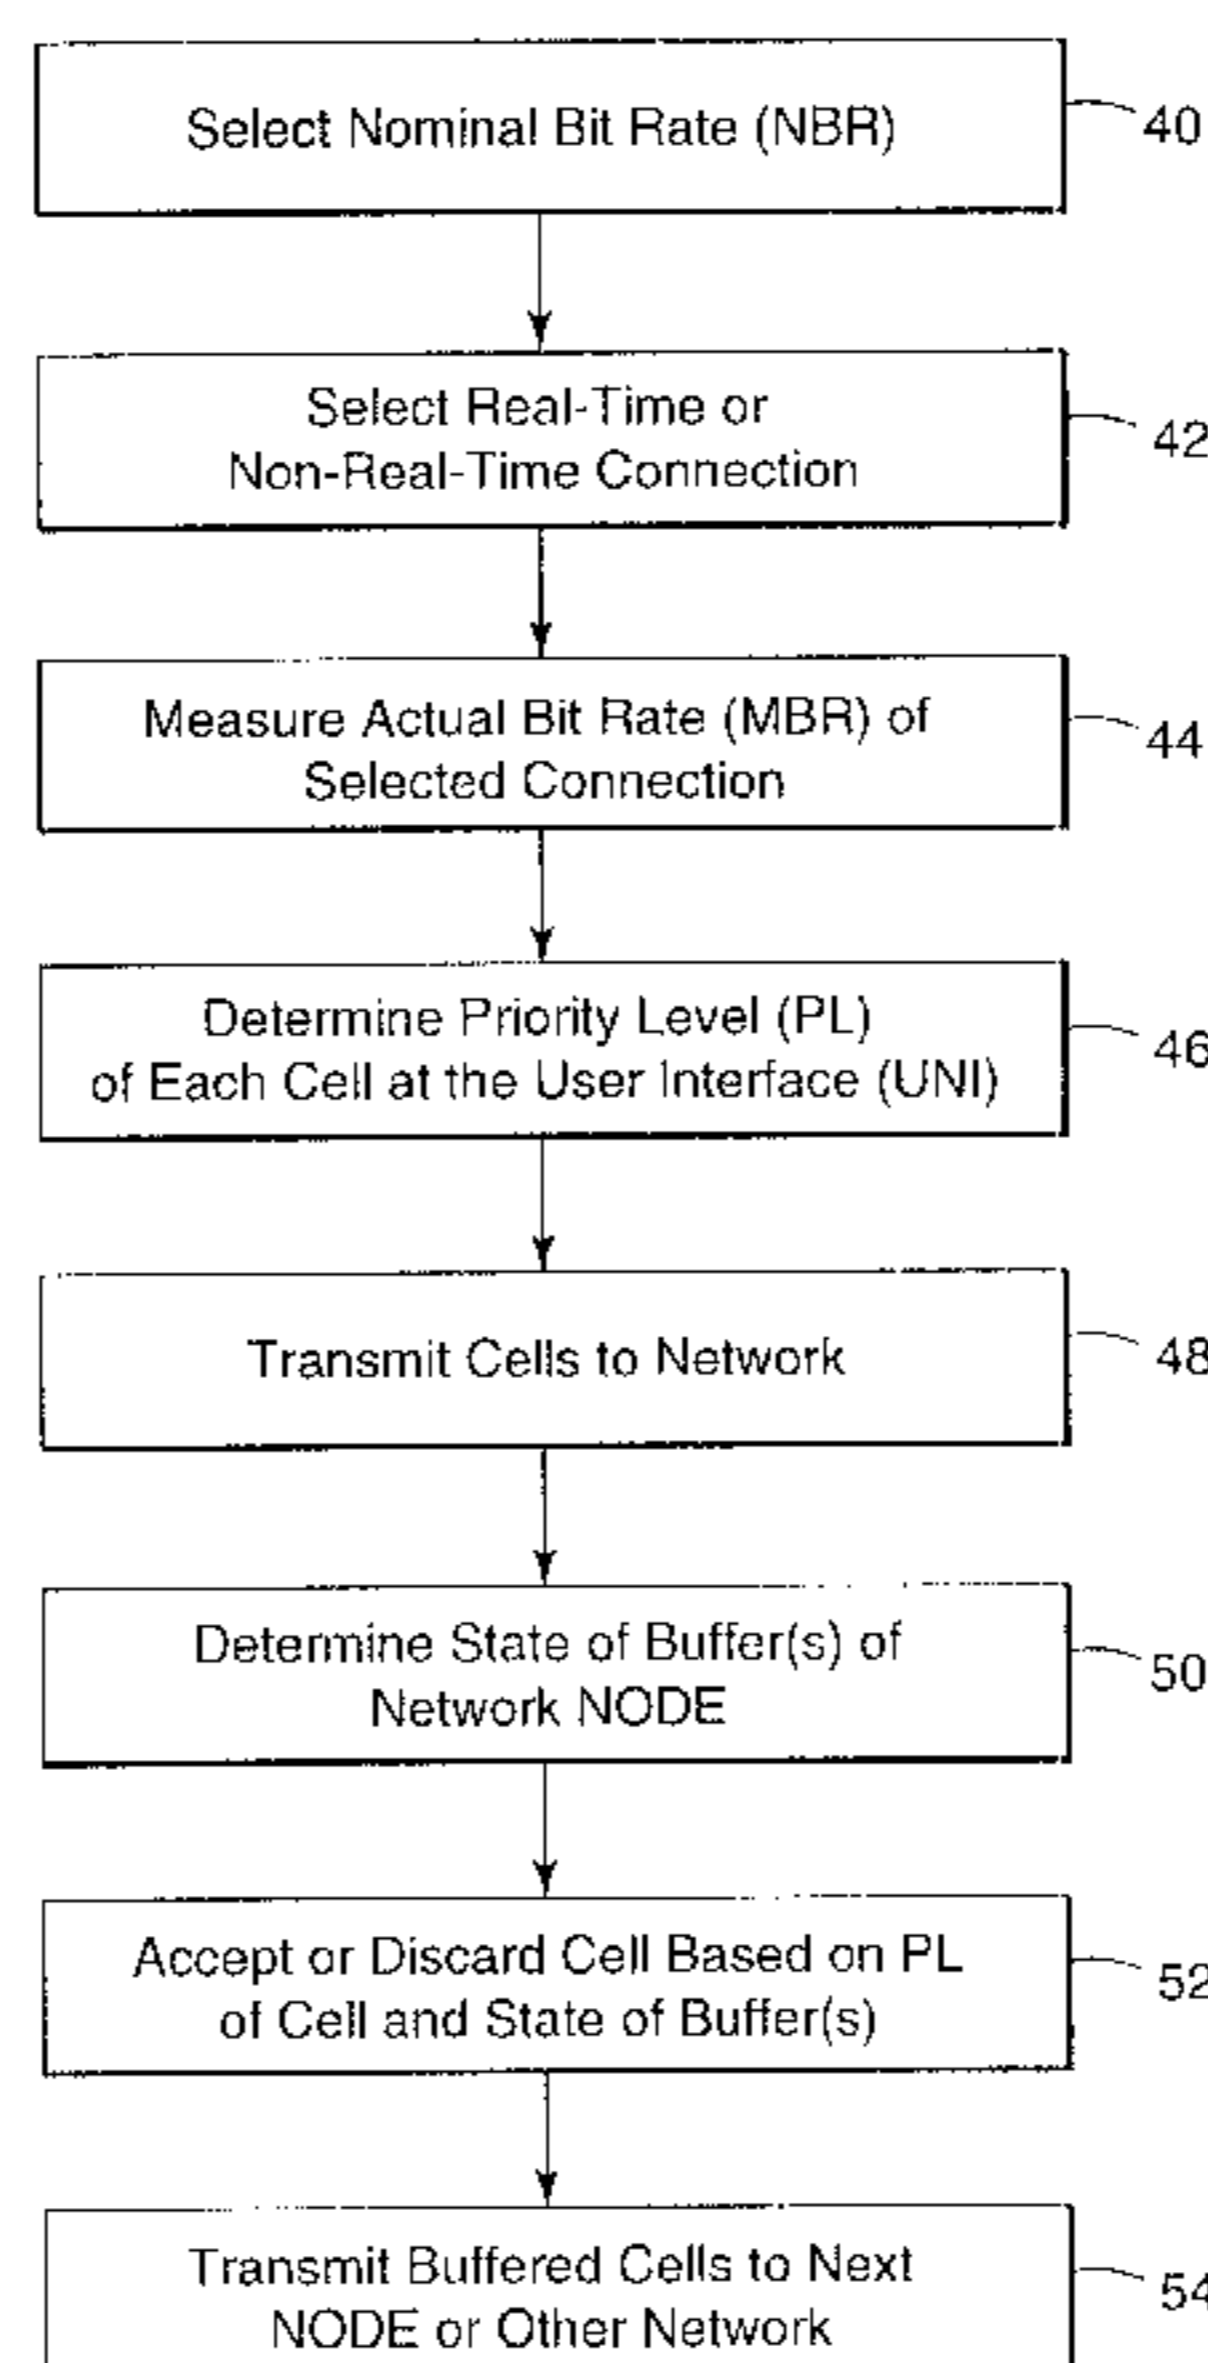 Select Nominal Bit Rate (NBR)
40
Select Real-Time or
Non-Real-Time Connection
42
Measure Actual Bit Rate (MBR) of
Selected Connection
44
Determine Priority Level (PL)
of Each Cell at the User Interface (UNI)
46
Transmit Cells to Network
48
Determine State of Buffer(s) of
Network NODE
50
Accept or Discard Cell Based on PL
of Cell and State of Buffer(s)
52
Transmit Buffered Cells to Next
NODE or Other Network
54